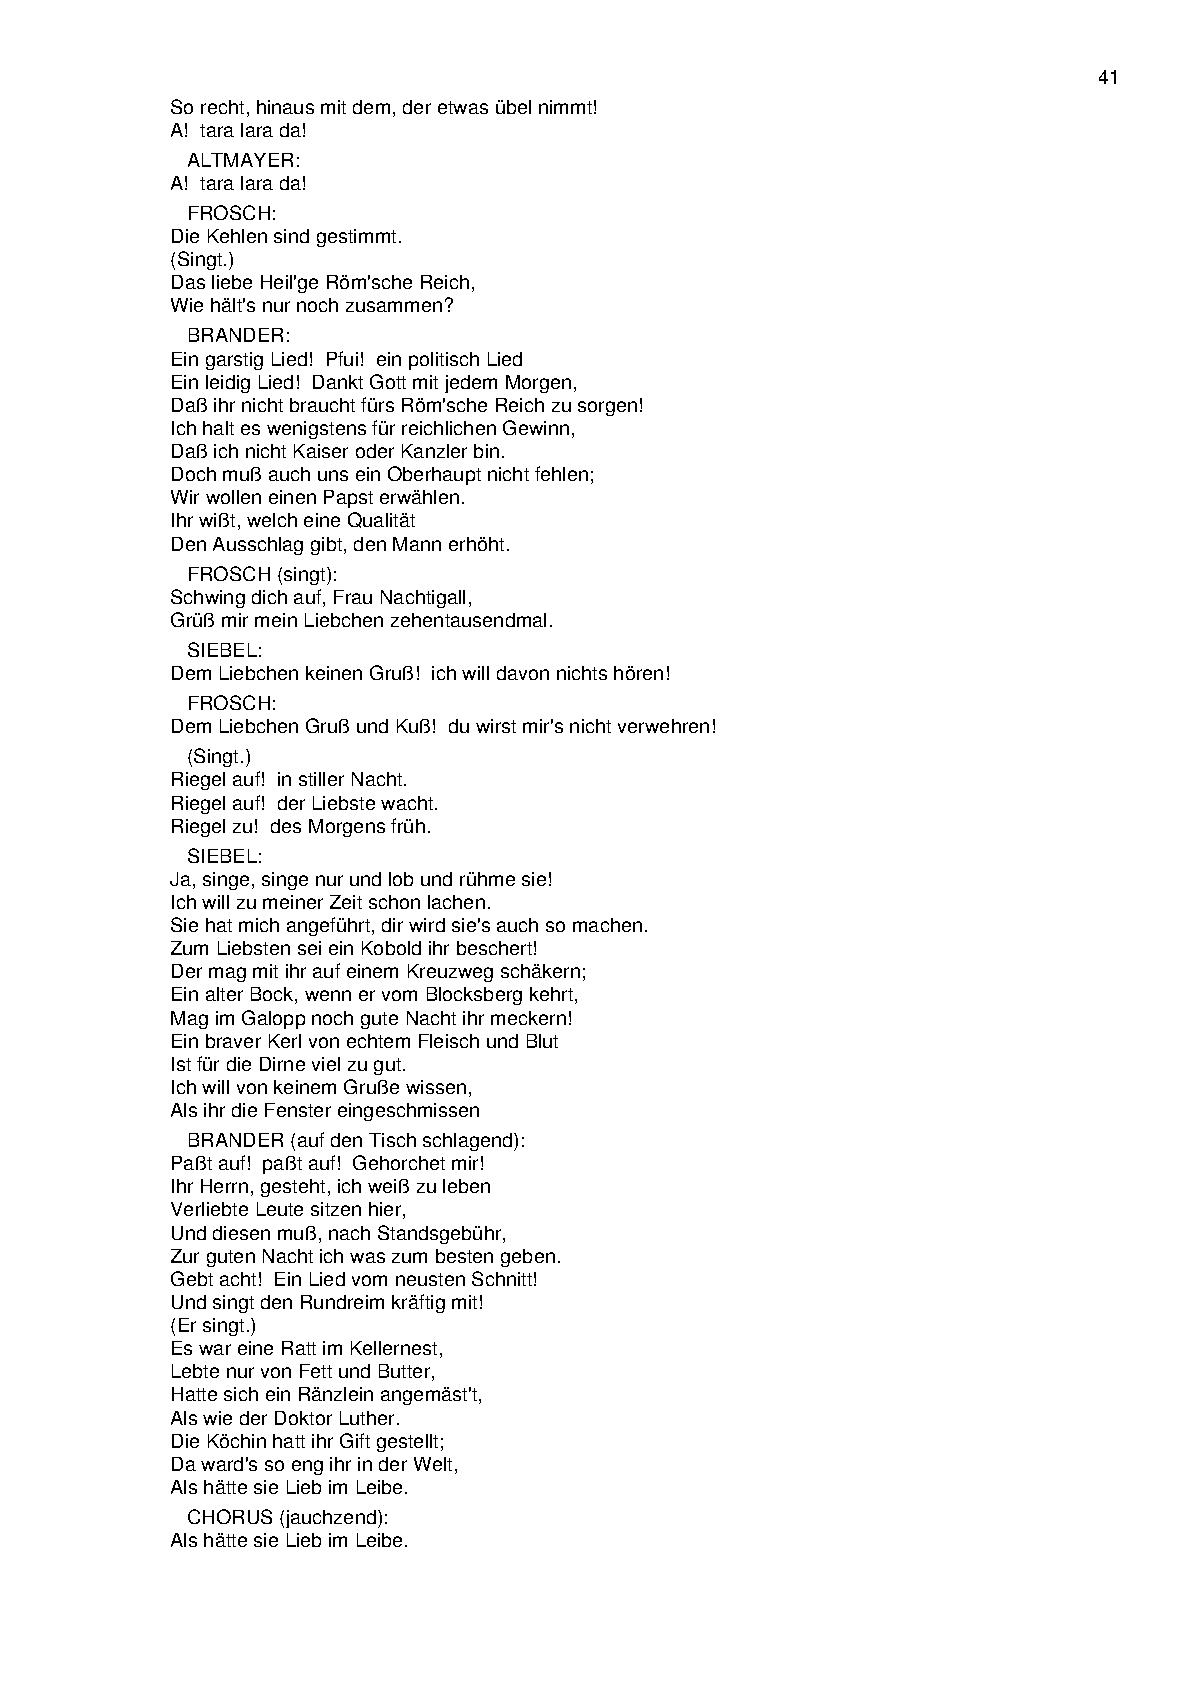 41
So recht, hinaus mit dem, der etwas übel nimmt!
A!  tara lara da!
ALTMAYER:
A!  tara lara da!
FROSCH:
Die Kehlen sind gestimmt.
(Singt.)
Das liebe Heil'ge Röm'sche Reich,
Wie hält's nur noch zusammen?
BRANDER:
Ein garstig Lied!  Pfui!  ein politisch Lied
Ein leidig Lied!  Dankt Gott mit jedem Morgen,
Daß ihr nicht braucht fürs Röm'sche Reich zu sorgen!
Ich halt es wenigstens für reichlichen Gewinn,
Daß ich nicht Kaiser oder Kanzler bin.
Doch muß auch uns ein Oberhaupt nicht fehlen;
Wir wollen einen Papst erwählen.
Ihr wißt, welch eine Qualität
Den Ausschlag gibt, den Mann erhöht.
FROSCH (singt):
Schwing dich auf, Frau Nachtigall,
Grüß mir mein Liebchen zehentausendmal.
SIEBEL:
Dem Liebchen keinen Gruß!  ich will davon nichts hören!
FROSCH:
Dem Liebchen Gruß und Kuß!  du wirst mir's nicht verwehren!
(Singt.)
Riegel auf!  in stiller Nacht.
Riegel auf!  der Liebste wacht.
Riegel zu!  des Morgens früh.
SIEBEL:
Ja, singe, singe nur und lob und rühme sie!
Ich will zu meiner Zeit schon lachen.
Sie hat mich angeführt, dir wird sie's auch so machen.
Zum Liebsten sei ein Kobold ihr beschert!
Der mag mit ihr auf einem Kreuzweg schäkern;
Ein alter Bock, wenn er vom Blocksberg kehrt,
Mag im Galopp noch gute Nacht ihr meckern!
Ein braver Kerl von echtem Fleisch und Blut
Ist für die Dirne viel zu gut.
Ich will von keinem Gruße wissen,
Als ihr die Fenster eingeschmissen
BRANDER (auf den Tisch schlagend):
Paßt auf!  paßt auf!  Gehorchet mir!
Ihr Herrn, gesteht, ich weiß zu leben
Verliebte Leute sitzen hier,
Und diesen muß, nach Standsgebühr,
Zur guten Nacht ich was zum besten geben.
Gebt acht!  Ein Lied vom neusten Schnitt!
Und singt den Rundreim kräftig mit!
(Er singt.)
Es war eine Ratt im Kellernest,
Lebte nur von Fett und Butter,
Hatte sich ein Ränzlein angemäst't,
Als wie der Doktor Luther.
Die Köchin hatt ihr Gift gestellt;
Da ward's so eng ihr in der Welt,
Als hätte sie Lieb im Leibe.
CHORUS (jauchzend):
Als hätte sie Lieb im Leibe.